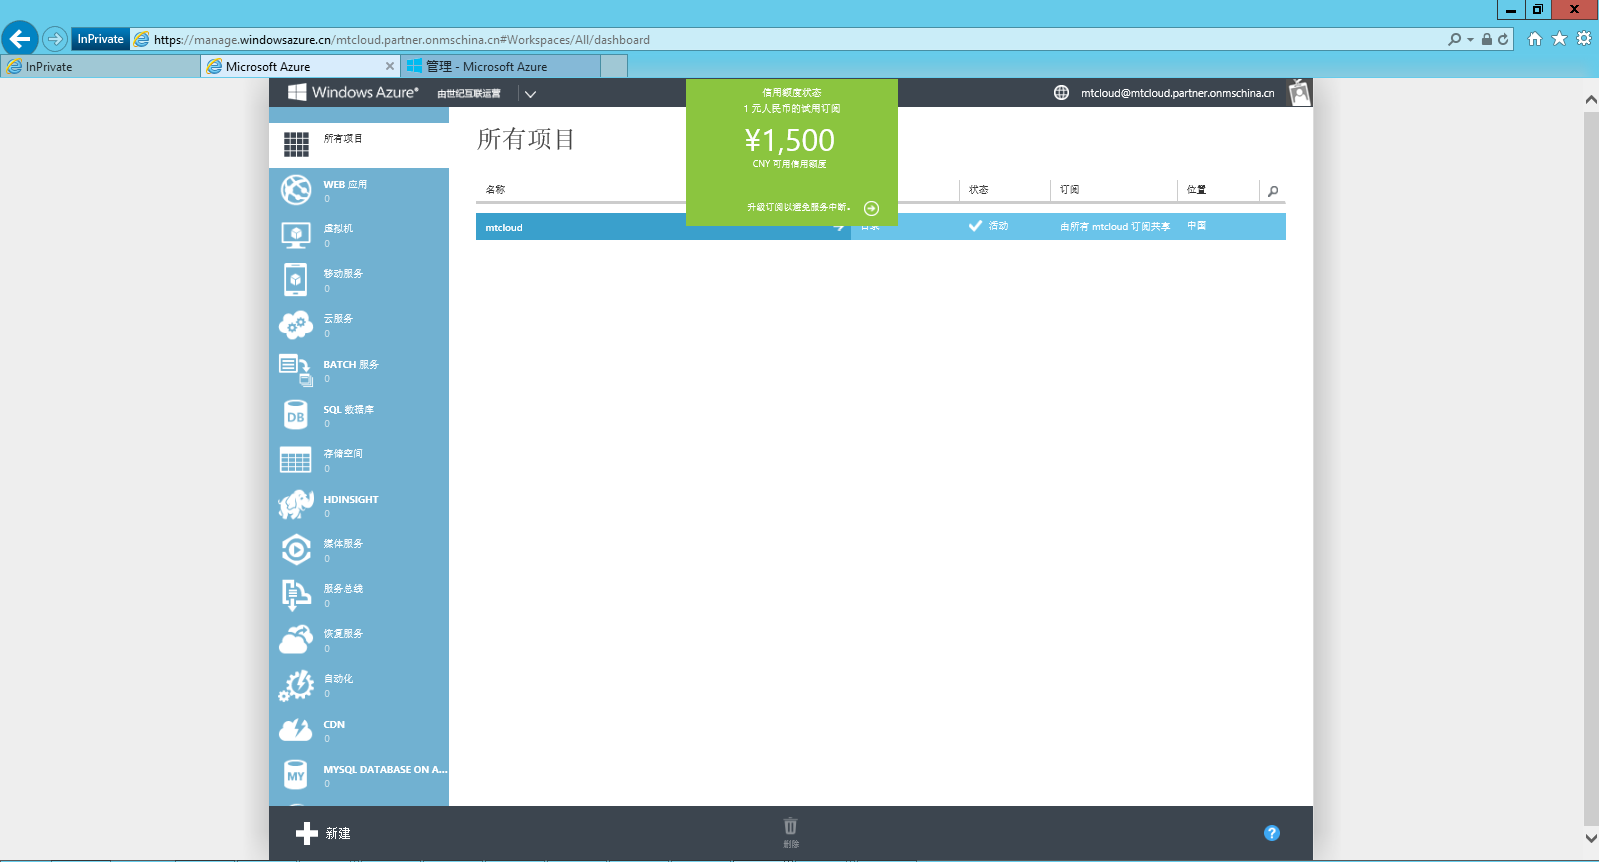 InPrivate
https://manage.windowsazure.cn/mtcloud.partner.onmschina.cn#Workspaces/All/dashboard
InPrivate
Microsoft Azure
管理 - Microsoft Azure
Windows Azure*
由世纪互联运营
信用额度状态
1 元人民币的试用订阅
¥1,500
CNY 可用信用额度
升级订阅以避免服务中断。
mtcloud@mtcloud.partner.onmschina.cn
所有项目
WEB 应用
0
虚拟机
0
移动服务
0
云服务
0
BATCH 服务
0
SQL 数据库
0
DB
存储空间
0
HDINSIGHT
0
媒体服务
0
服务总线
0
恢复服务
0
自动化
0
CDN
0
MYSQL DATABASE ON A...
0
MY
所有项目
名称
状态
订阅
位置
mtcloud
目录
活动
由所有 mtcloud 订阅共享
中国
新建
删除
?